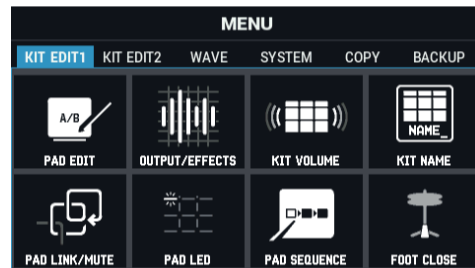 MENU
KIT EDIT1 KIT EDIT2 WAVE SYSTEM COPY BACKUP
A/B NAME_
PAD EDIT OUTPUT/EFFECTS KIT VOLUME KIT NAME
PAD LINK/MUTE PAD LED PAD SEQUENCE FOOT CLOSE